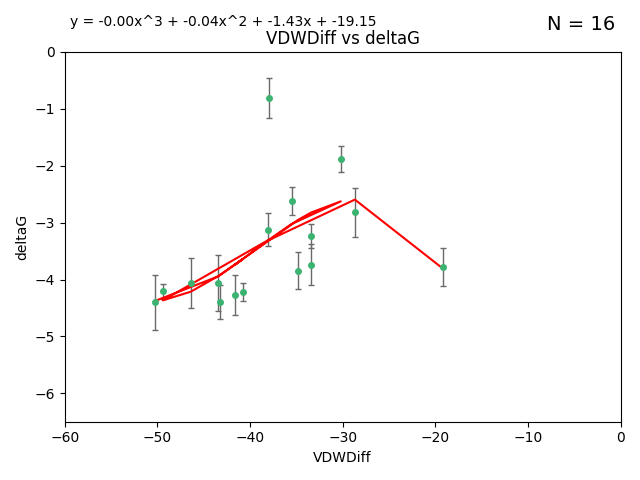 y = -0.00x^3 + -0.04x^2 + -1.43x + -19.15
N = 16
VDWDiff vs deltaG
0
−1
−2
−3
−4
−5
−6
deltaG
−60 −50 −40 −30 −20 −10 0
VDWDiff